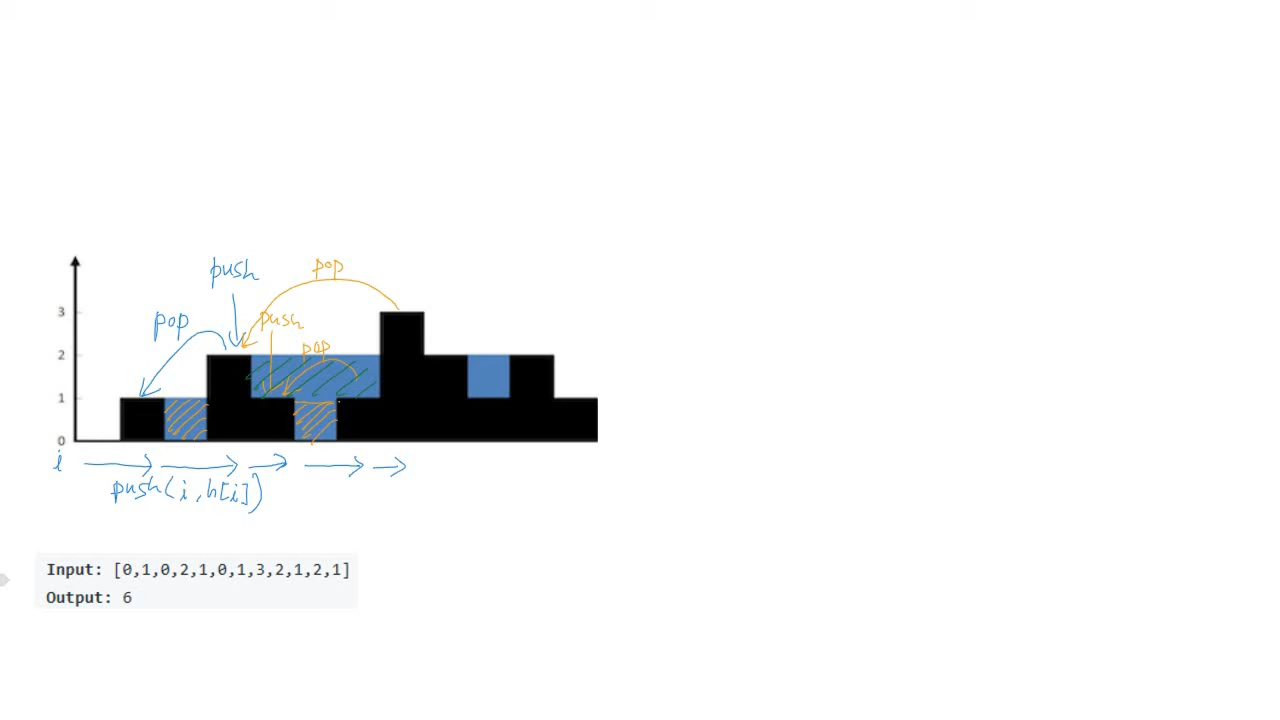 pop
push
3
pop
push
2
pop
1
0
i
push(i, h[i])
Input: [0,1,0,2,1,0,1,3,2,1,2,1]
Output: 6